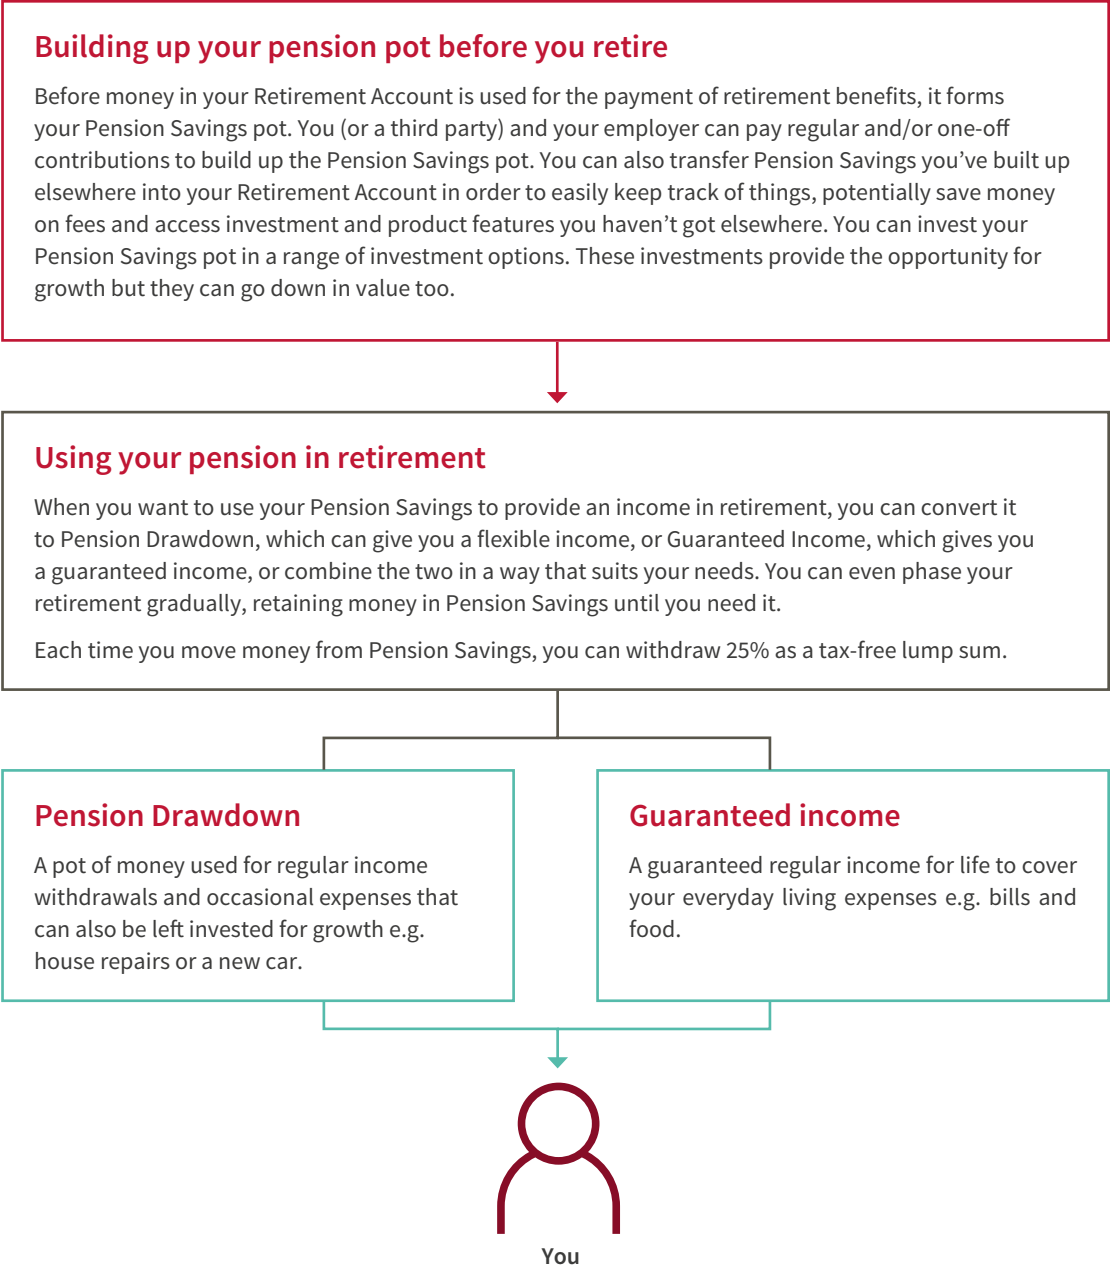 Building up your pension pot before you retire
Before money in your Retirement Account is used for the payment of retirement benefits, it forms
your Pension Savings pot. You (or a third party) and your employer can pay regular and/or one-off
contributions to build up the Pension Savings pot. You can also transfer Pension Savings you’ve built up
elsewhere into your Retirement Account in order to easily keep track of things, potentially save money
on fees and access investment and product features you haven’t got elsewhere. You can invest your
Pension Savings pot in a range of investment options. These investments provide the opportunity for
growth but they can go down in value too.
Using your pension in retirement
When you want to use your Pension Savings to provide an income in retirement, you can convert it
to Pension Drawdown, which can give you a flexible income, or Guaranteed Income, which gives you
a guaranteed income, or combine the two in a way that suits your needs. You can even phase your
retirement gradually, retaining money in Pension Savings until you need it.
Each time you move money from Pension Savings, you can withdraw 25% as a tax-free lump sum.
Pension Drawdown
A pot of money used for regular income
withdrawals and occasional expenses that
can also be left invested for growth e.g.
house repairs or a new car.
Guaranteed income
A guaranteed regular income for life to cover
your everyday living expenses e.g. bills and
food.
You